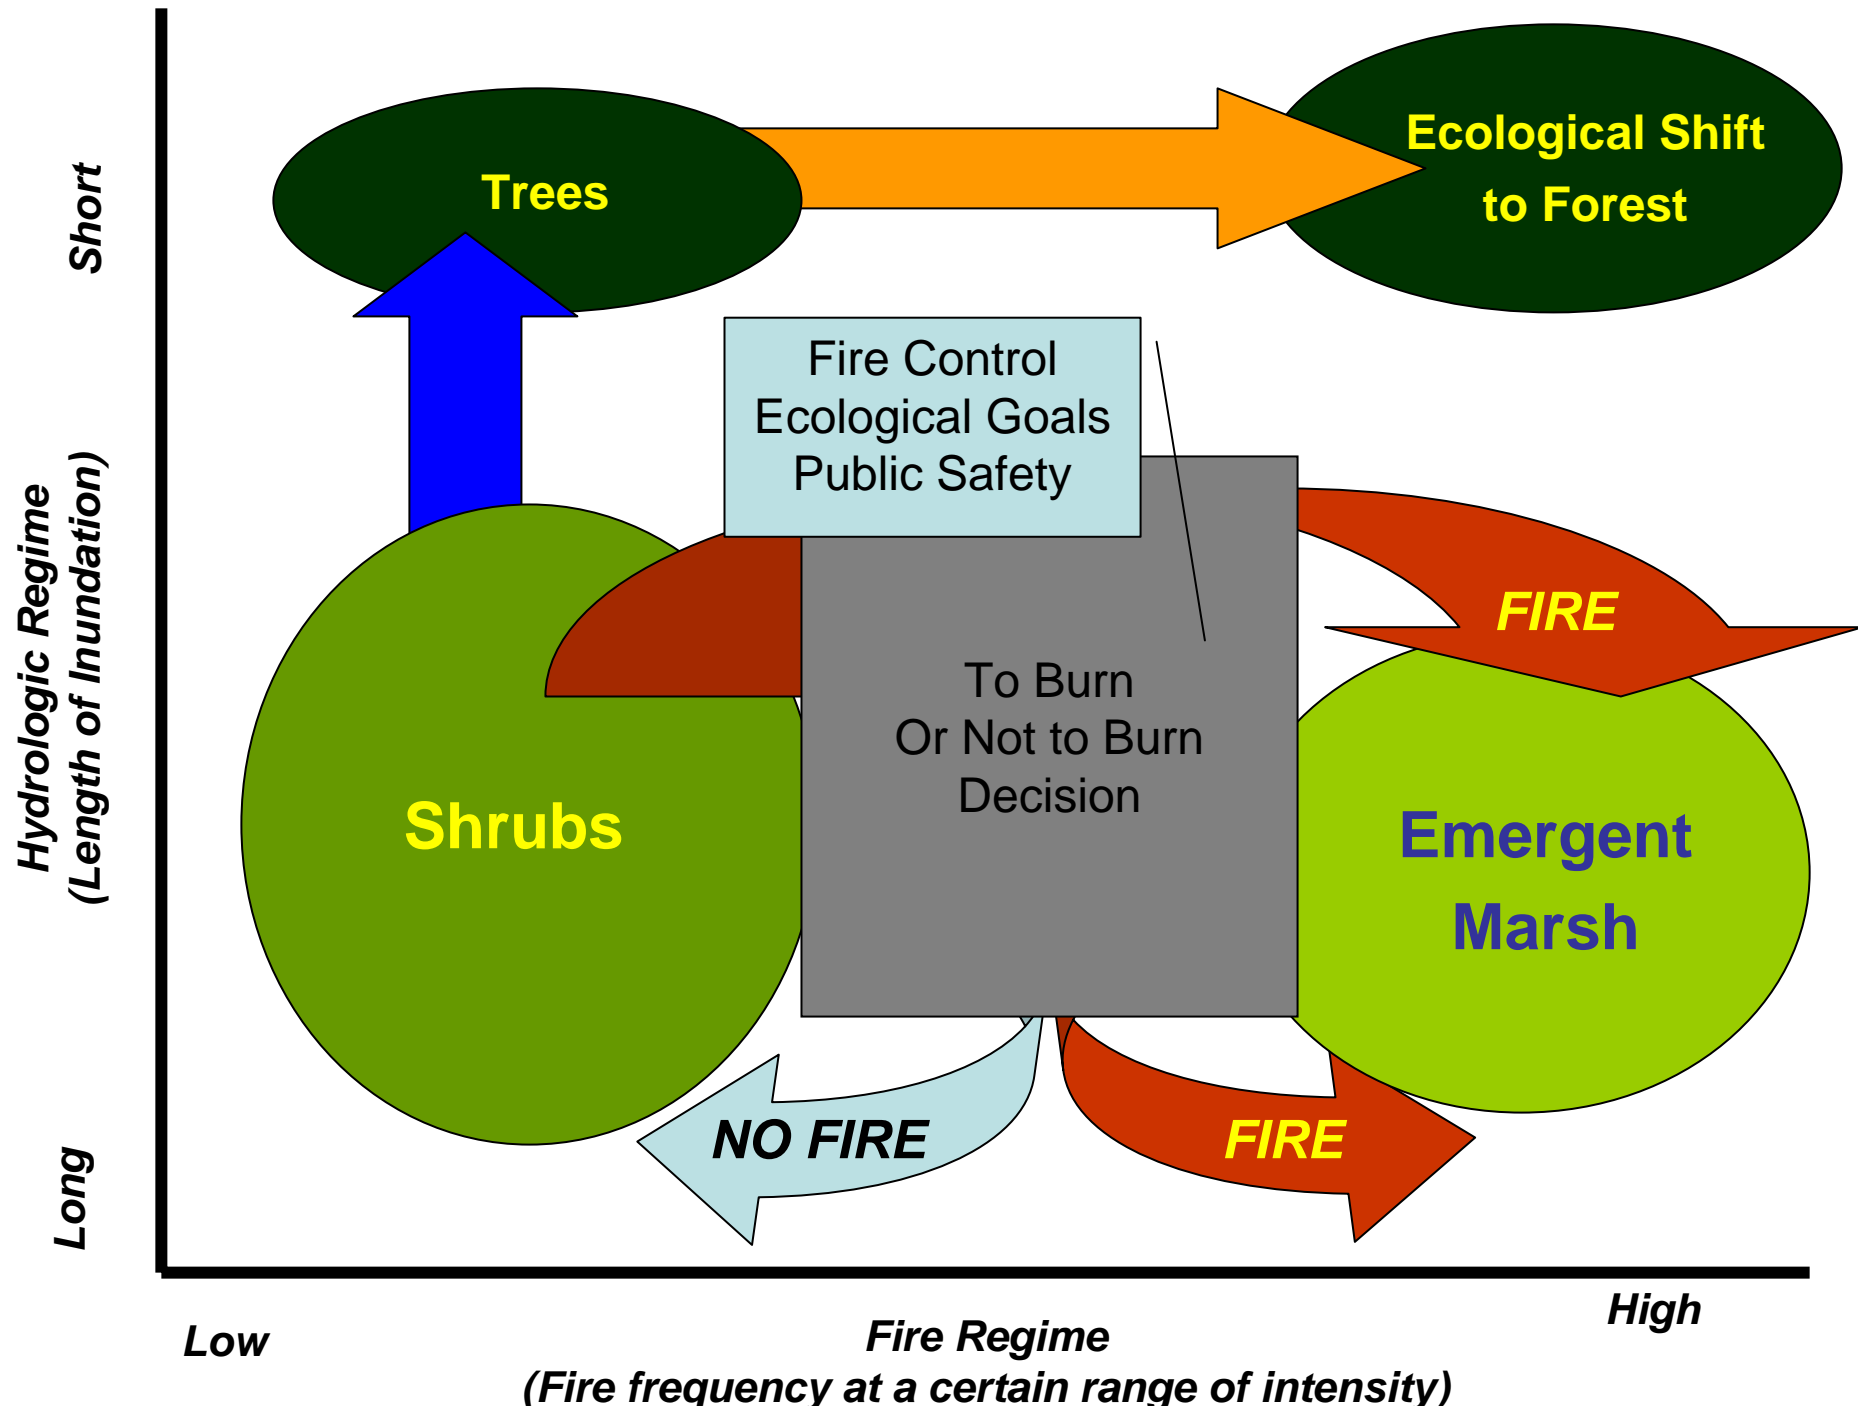 Short
Hydrologic Regime
(Length of Inundation)
Long
Trees
Ecological Shift
to Forest
Fire Control
Ecological Goals
Public Safety
FIRE
To Burn
Or Not to Burn
Decision
Shrubs
Emergent
Marsh
NO FIRE
FIRE
Low
Fire Regime
(Fire frequency at a certain range of intensity)
High